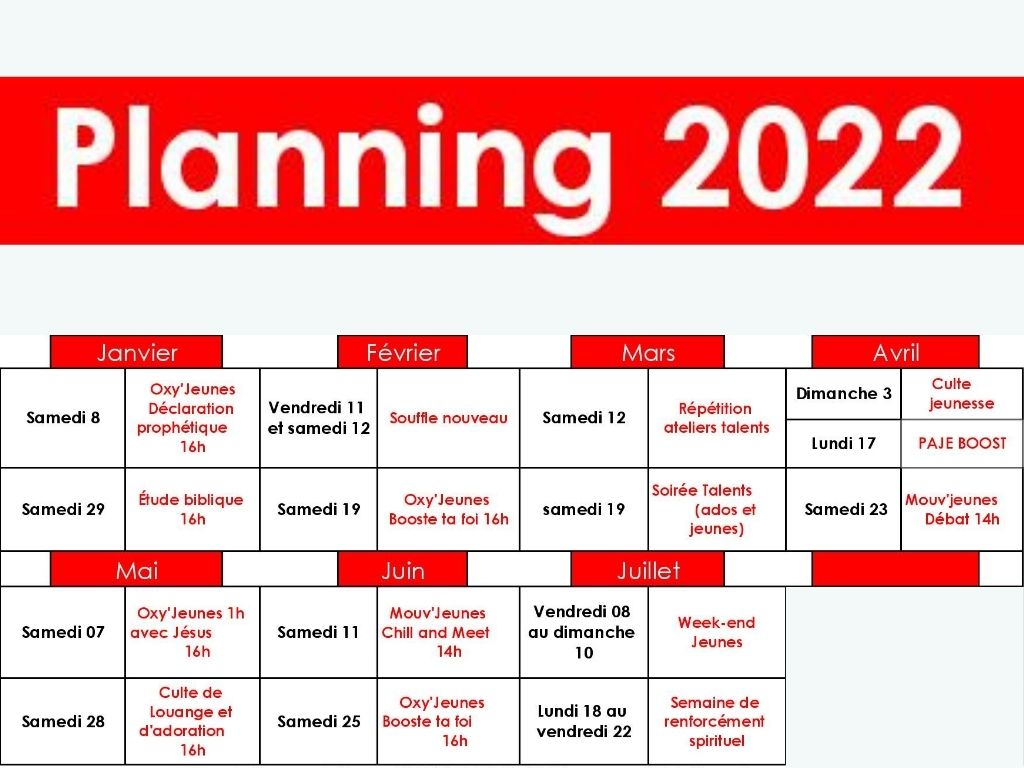 Planning 2022
Janvier
Samedi 8
Oxy'Jeunes
Déclaration
prophétique
16h
Samedi 29
Étude biblique
16h
Février
Vendredi 11
et samedi 12
Souffle nouveau
Samedi 19
Oxy'Jeunes
Booste ta foi 16h
Mars
Samedi 12
Répétition
ateliers talents
samedi 19
Soirée Talents
(ados et
jeunes)
Avril
Dimanche 3
Culte
jeunesse
Lundi 17
PAJE BOOST
Samedi 23
Mouv'jeunes
Débat 14h
Mai
Samedi 07
Oxy'Jeunes 1h
avec Jésus
16h
Samedi 28
Culte de
Louange et
d'adoration
16h
Juin
Samedi 11
Mouv'Jeunes
Chill and Meet
14h
Samedi 25
Oxy'Jeunes
Booste ta foi
16h
Juillet
Vendredi 08
au dimanche
10
Week-end
Jeunes
Lundi 18 au
vendredi 22
Semaine de
renforcément
spirituel